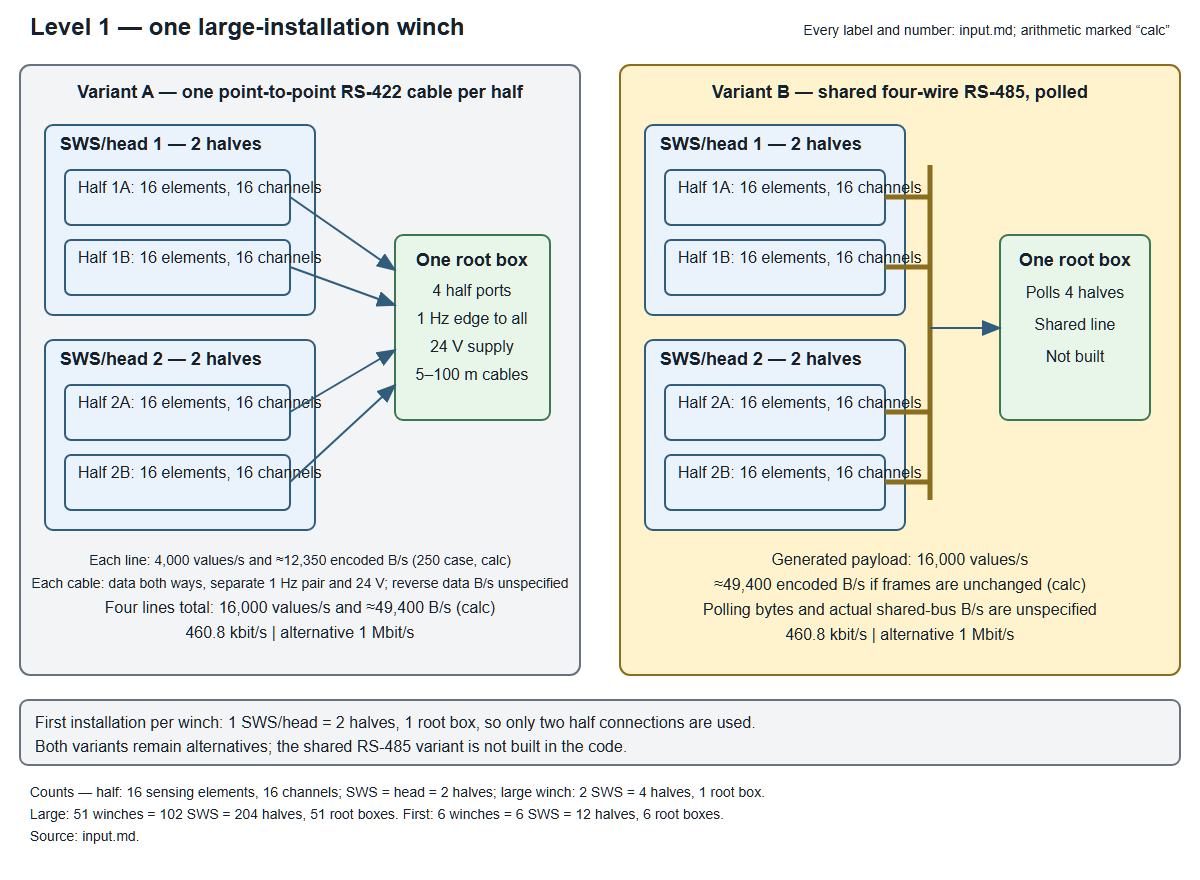 Level 1 — one large-installation winch
Every label and number: input.md; arithmetic marked “calc”
Variant A — one point-to-point RS-422 cable per half
SWS/head 1 — 2 halves
Half 1A: 16 elements, 16 channels
Half 1B: 16 elements, 16 channels
SWS/head 2 — 2 halves
Half 2A: 16 elements, 16 channels
Half 2B: 16 elements, 16 channels
One root box
4 half ports
1 Hz edge to all
24 V supply
5–100 m cables
Each line: 4,000 values/s and ≈12,350 encoded B/s (250 case, calc)
Each cable: data both ways, separate 1 Hz pair and 24 V; reverse data B/s unspecified
Four lines total: 16,000 values/s and ≈49,400 B/s (calc)
460.8 kbit/s | alternative 1 Mbit/s
Variant B — shared four-wire RS-485, polled
SWS/head 1 — 2 halves
Half 1A: 16 elements, 16 channels
Half 1B: 16 elements, 16 channels
SWS/head 2 — 2 halves
Half 2A: 16 elements, 16 channels
Half 2B: 16 elements, 16 channels
One root box
Polls 4 halves
Shared line
Not built
Generated payload: 16,000 values/s
≈49,400 encoded B/s if frames are unchanged (calc)
Polling bytes and actual shared-bus B/s are unspecified
460.8 kbit/s | alternative 1 Mbit/s
First installation per winch: 1 SWS/head = 2 halves, 1 root box, so only two half connections are used.
Both variants remain alternatives; the shared RS-485 variant is not built in the code.
Counts — half: 16 sensing elements, 16 channels; SWS = head = 2 halves; large winch: 2 SWS = 4 halves, 1 root box.
Large: 51 winches = 102 SWS = 204 halves, 51 root boxes. First: 6 winches = 6 SWS = 12 halves, 6 root boxes.
Source: input.md.